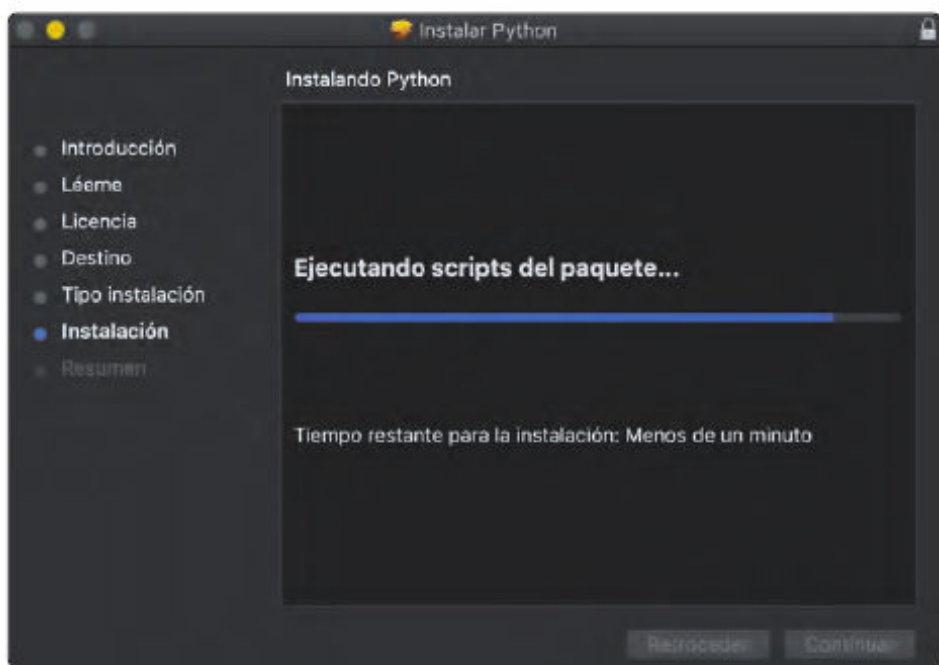 Instalar Python
Instalando Python
Introducción
Léeme
Licencia
Destino
Tipo instalación
Instalación
Resumen
Ejecutando scripts del paquete...
Tiempo restante para la instalación: Menos de un minuto
Retroceder
Continuar